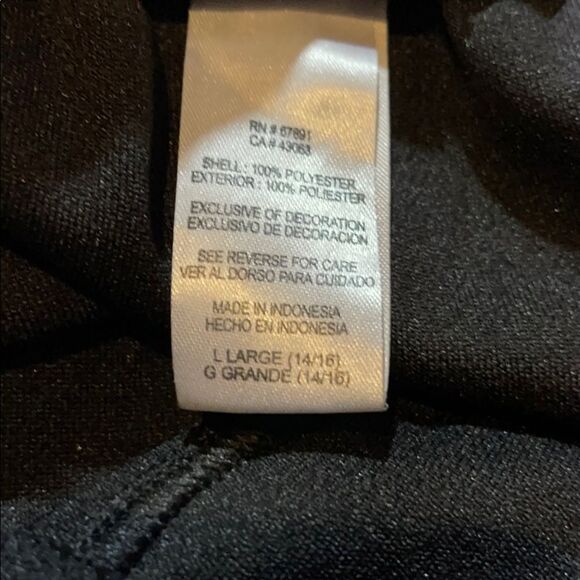 RN # 67891
CA # 43063
SHELL : 100% POLYESTER
EXTERIOR : 100% POLIESTER
EXCLUSIVE OF DECORATION
EXCLUSIVO DE DECORACION
SEE REVERSE FOR CARE
VER AL DORSO PARA CUIDADO
MADE IN INDONESIA
HECHO EN INDONESIA
L LARGE (14/16)
G GRANDE (14/16)